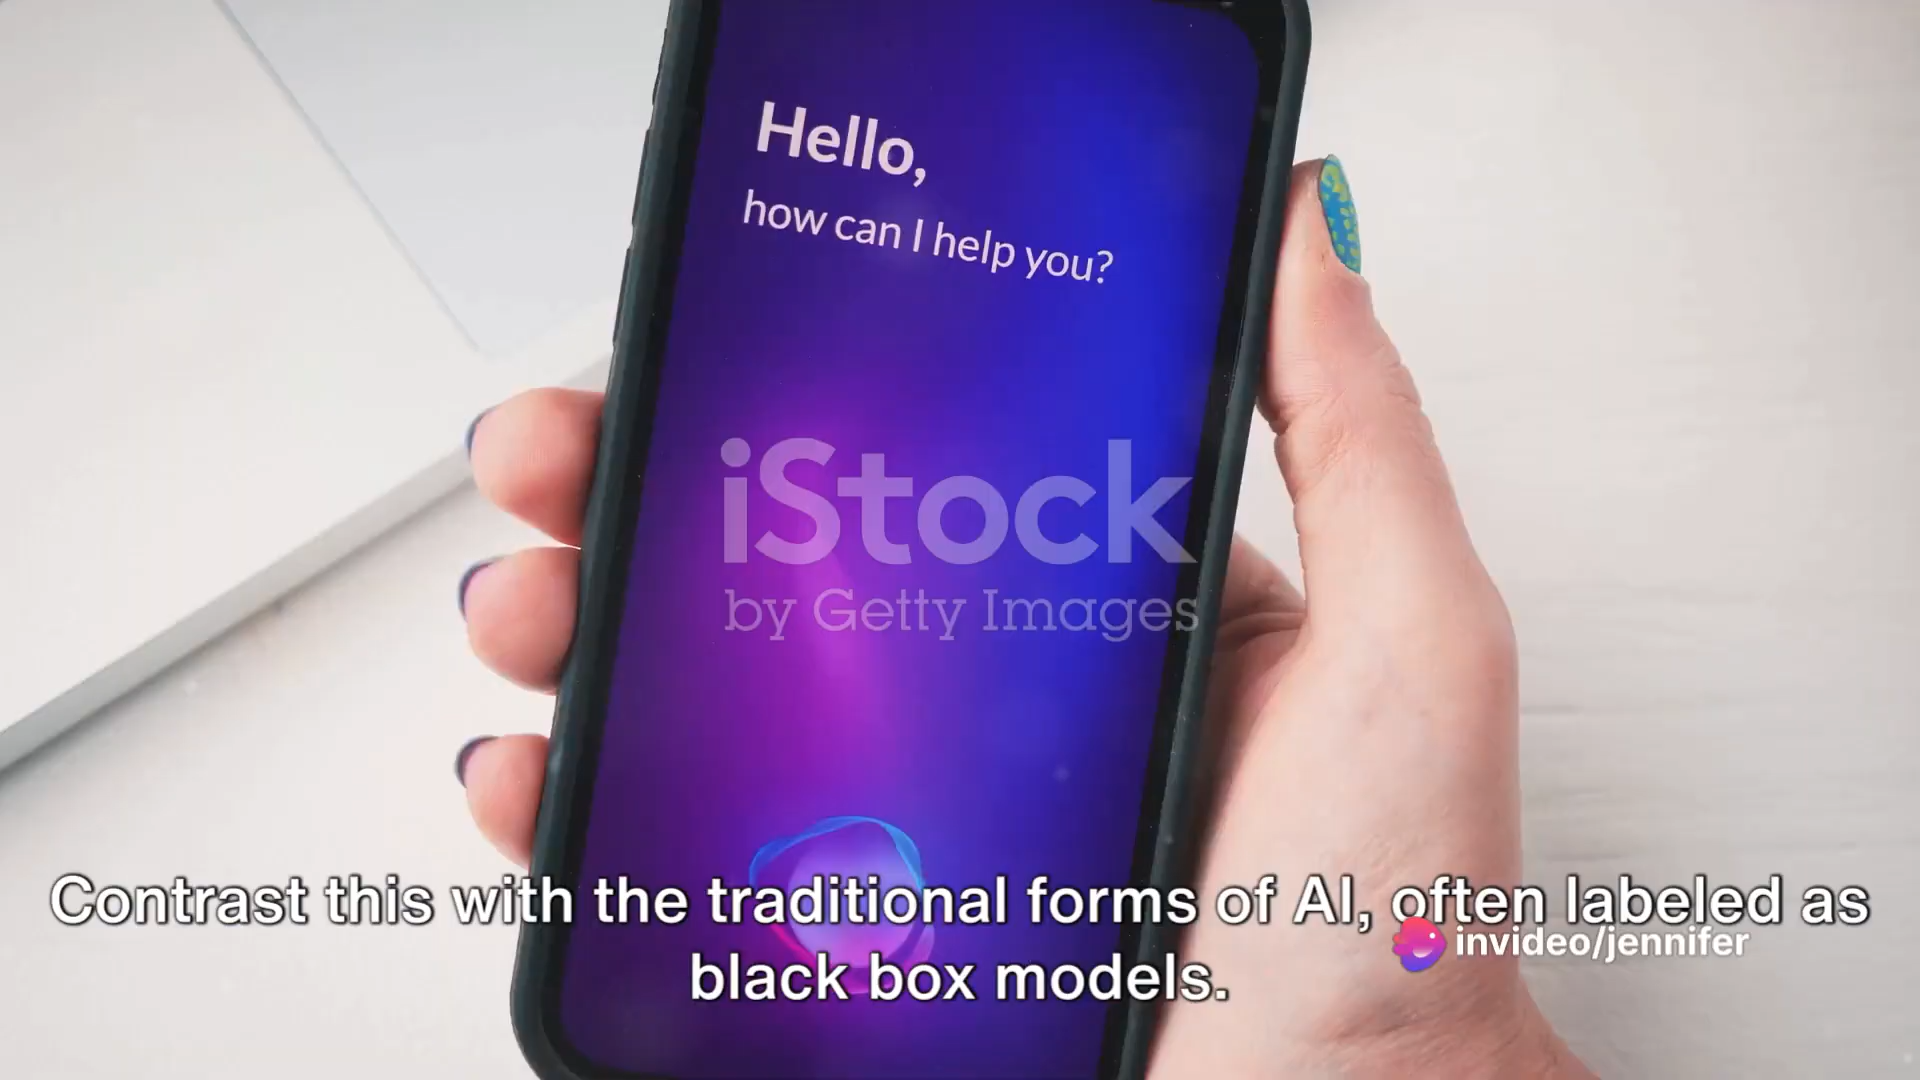 Hello,
how can I help you?
iStock
by Getty Images
Contrast this with the traditional forms of AI, often labeled as
invideo/jennifer
black box models.